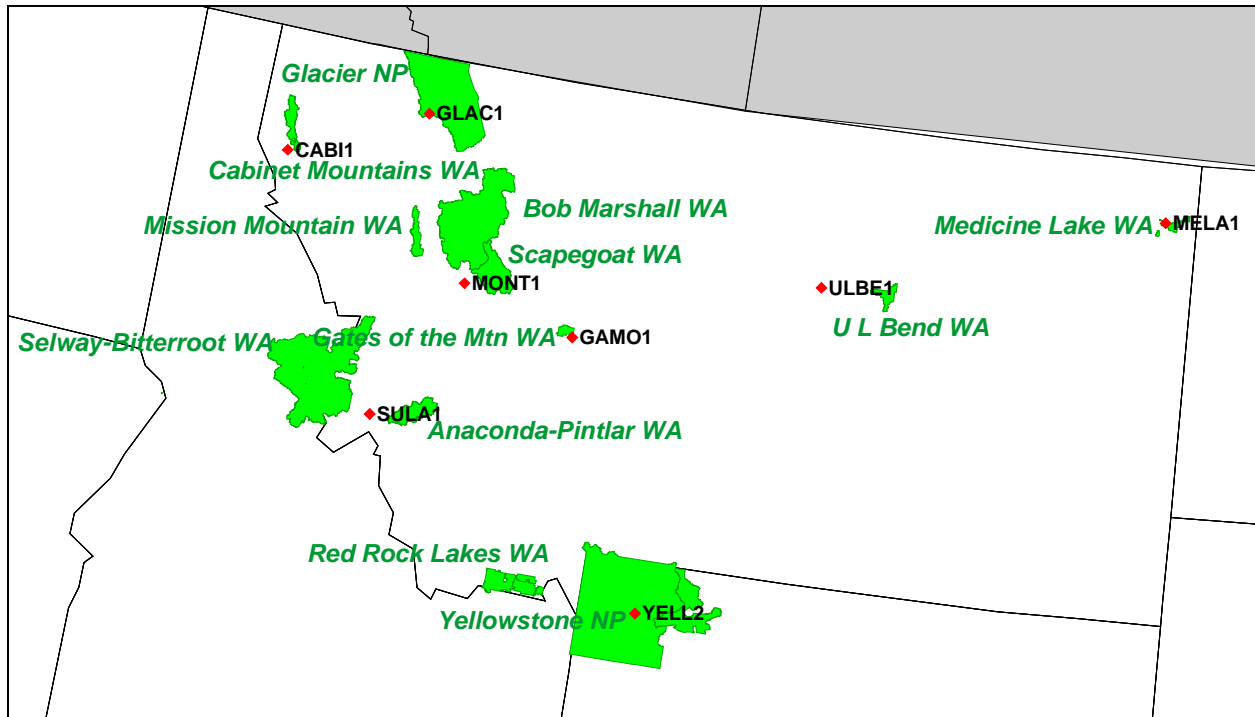 Glacier NP
GLAC1
CABI1
Cabinet Mountains WA
Mission Mountain WA
Bob Marshall WA
Medicine Lake WA
MELA1
Scapegoat WA
MONT1
ULBE1
U L Bend WA
Selway-Bitterroot WA
Gates of the Mtn WA
GAMO1
SULA1
Anaconda-Pintlar WA
Red Rock Lakes WA
Yellowstone NP
YELL2